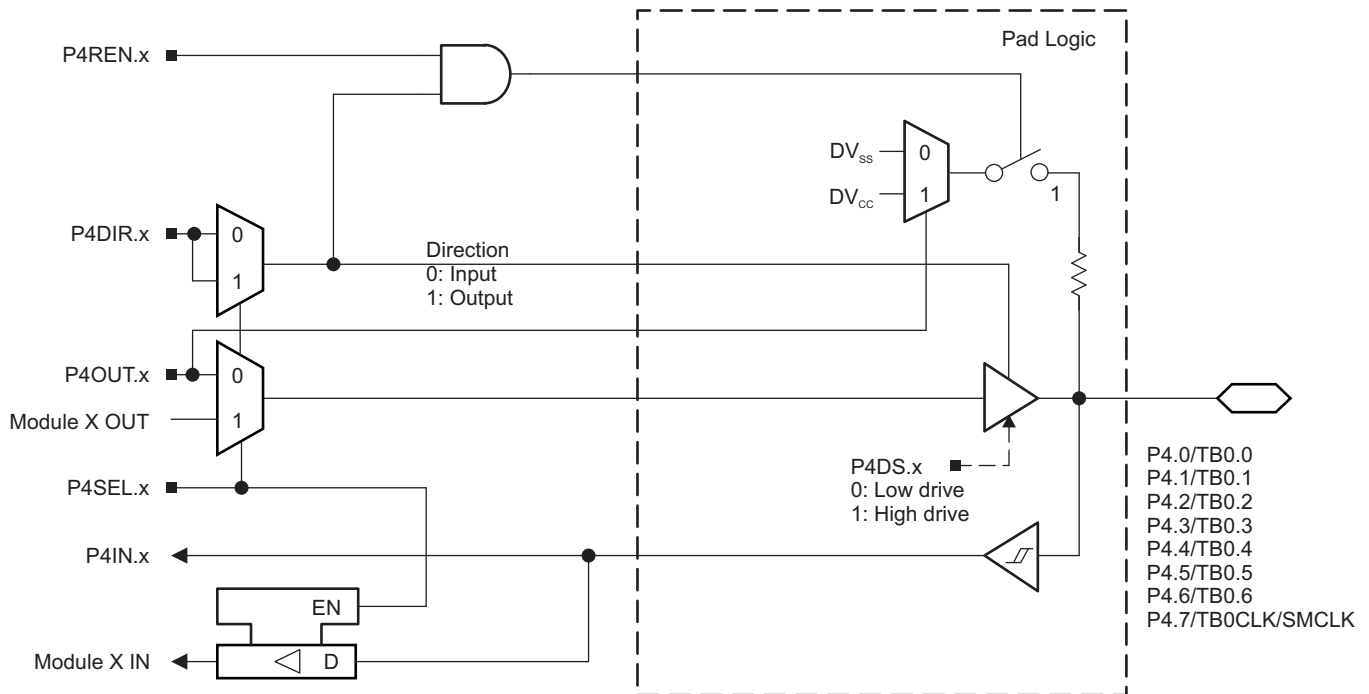 Pad Logic
P4REN.x
DVSS
0
DVCC
1
1
P4DIR.x
0
1
Direction
0: Input
1: Output
P4OUT.x
0
Module X OUT
1
P4SEL.x
P4DS.x
0: Low drive
1: High drive
P4.0/TB0.0
P4.1/TB0.1
P4.2/TB0.2
P4.3/TB0.3
P4.4/TB0.4
P4.5/TB0.5
P4.6/TB0.6
P4.7/TB0CLK/SMCLK
P4IN.x
EN
Module X IN
D